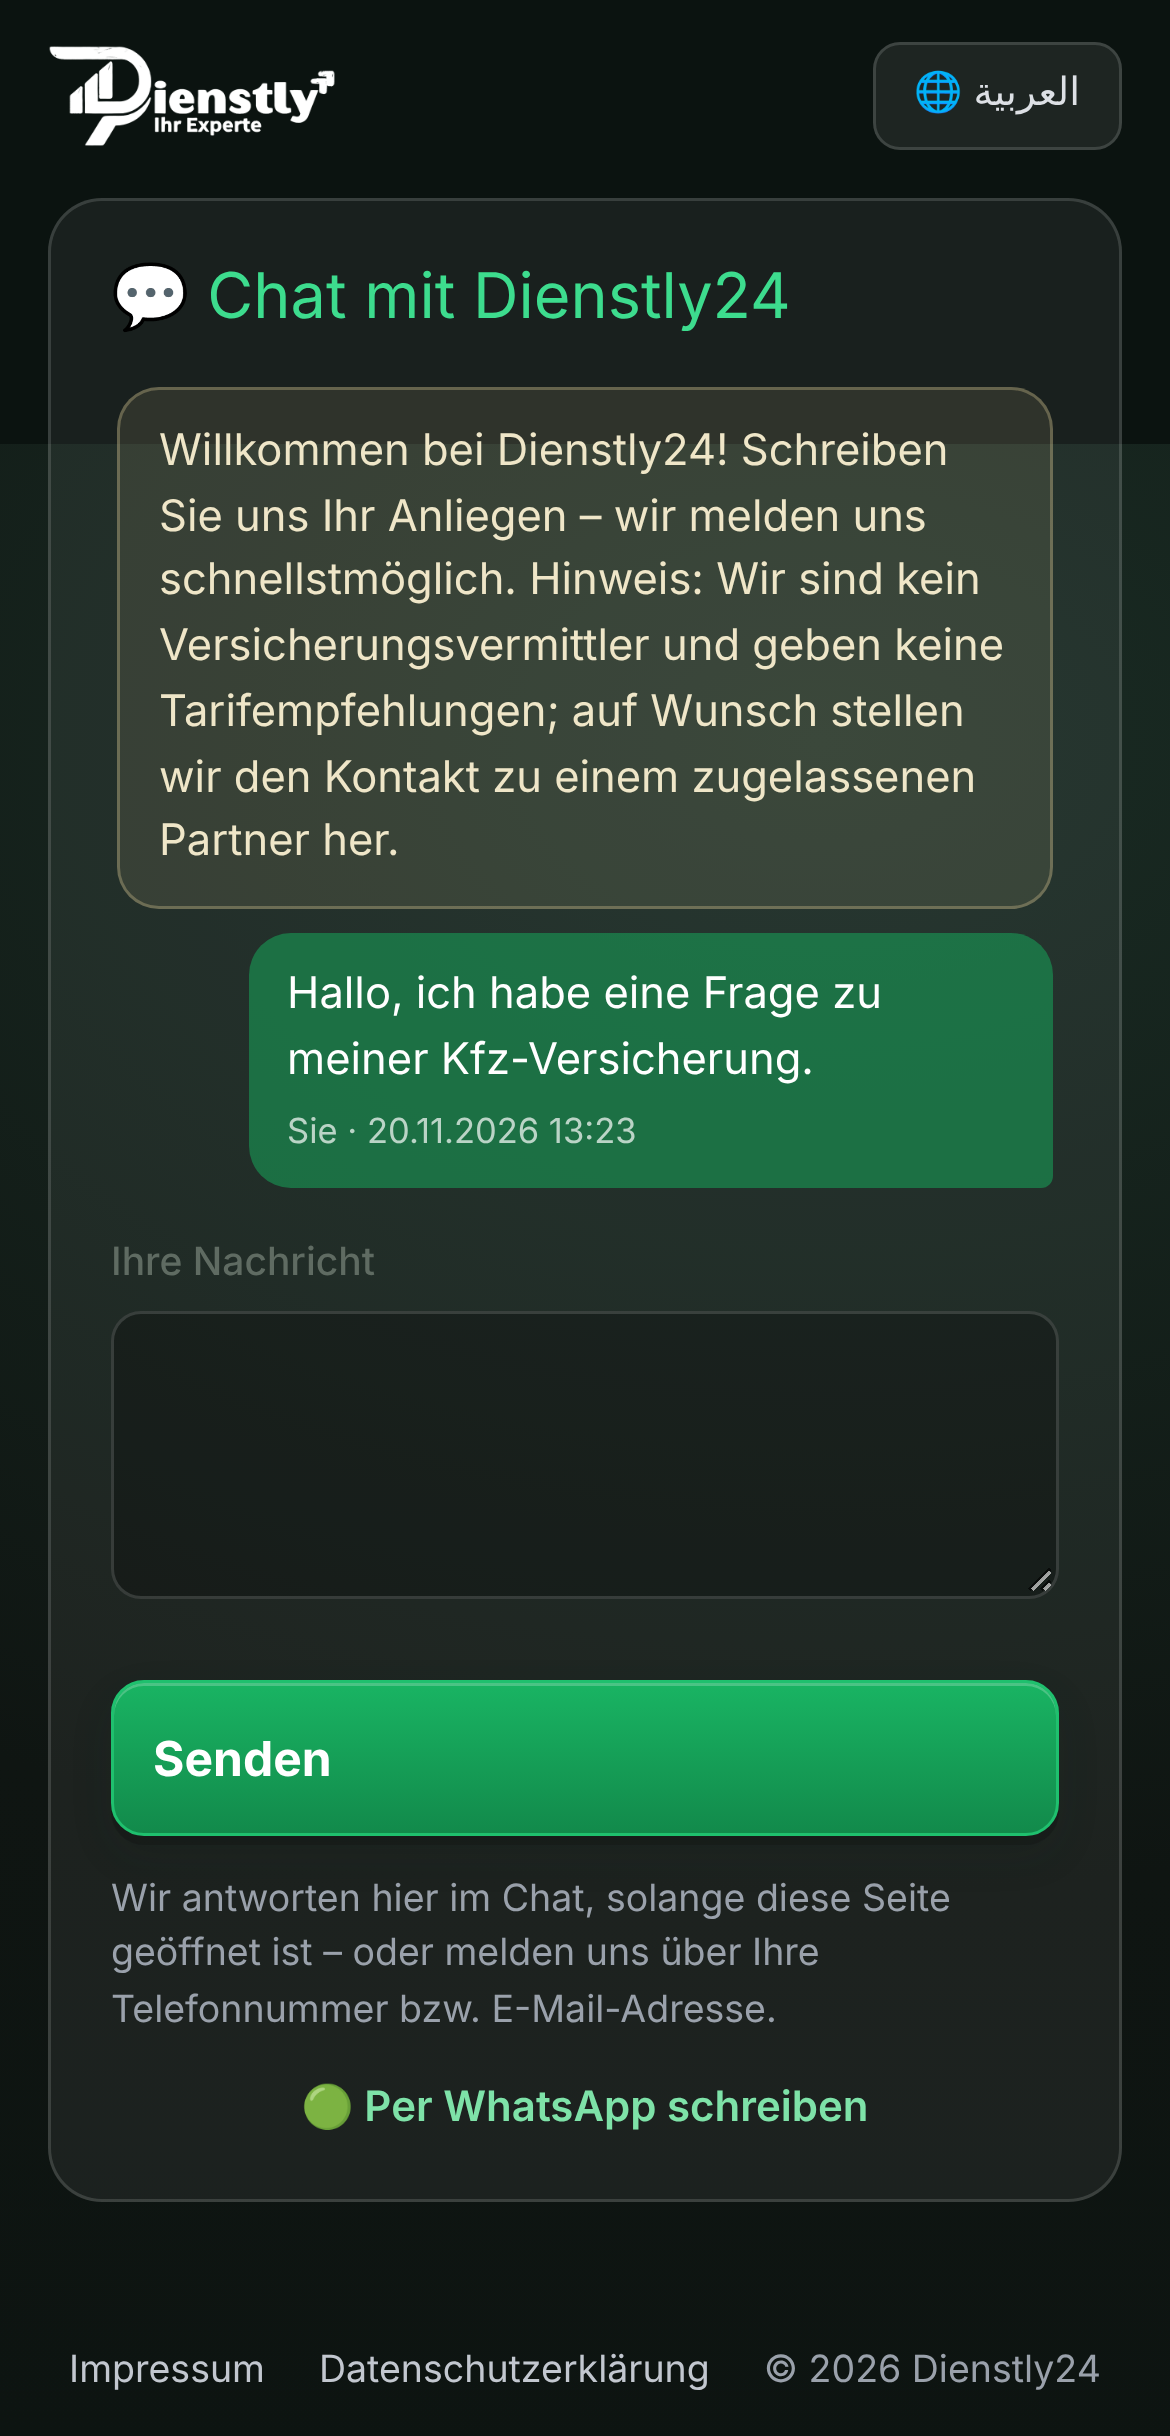 Dienstly
Ihr Experte
🌐 العربية
💬 Chat mit Dienstly24
Willkommen bei Dienstly24! Schreiben
Sie uns Ihr Anliegen – wir melden uns
schnellstmöglich. Hinweis: Wir sind kein
Versicherungsvermittler und geben keine
Tarifempfehlungen; auf Wunsch stellen
wir den Kontakt zu einem zugelassenen
Partner her.
Hallo, ich habe eine Frage zu
meiner Kfz-Versicherung.
Sie · 20.11.2026 13:23
Ihre Nachricht
Senden
Wir antworten hier im Chat, solange diese Seite
geöffnet ist – oder melden uns über Ihre
Telefonnummer bzw. E-Mail-Adresse.
🟢 Per WhatsApp schreiben
Impressum Datenschutzerklärung © 2026 Dienstly24